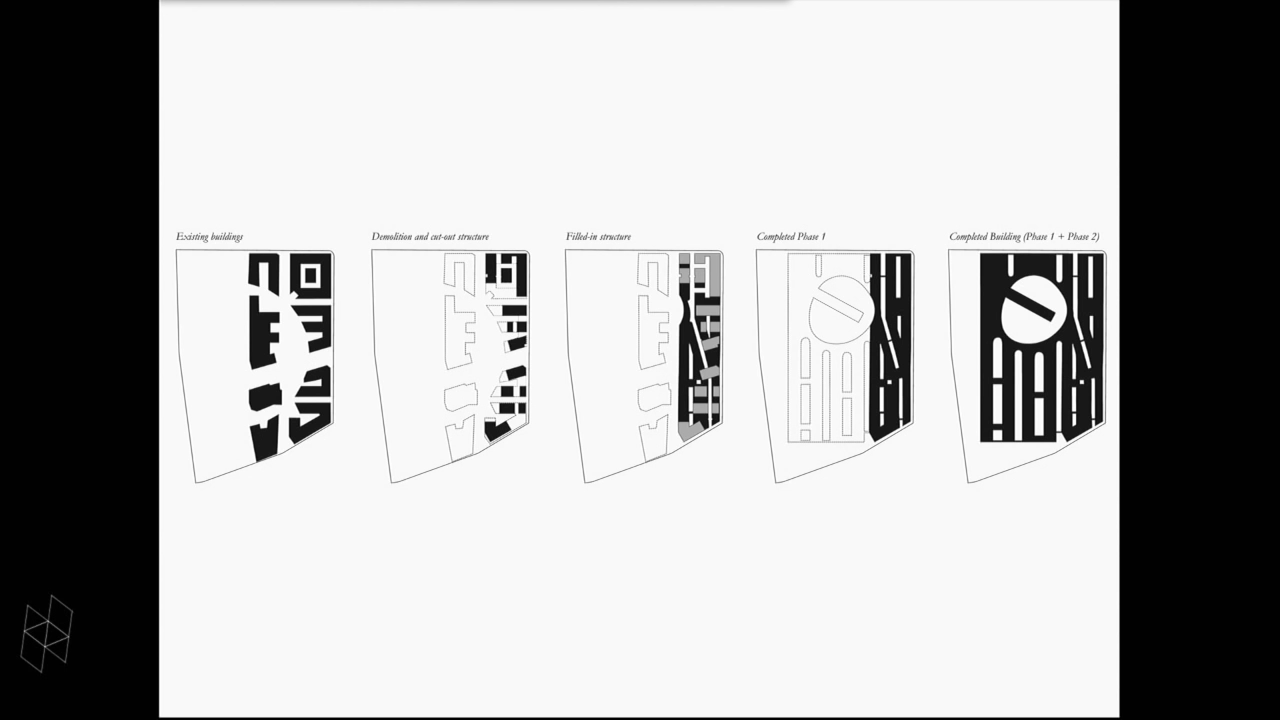 Existing buildings
Demolition and cut-out structure
Filled-in structure
Completed Phase 1
Completed Building (Phase 1 + Phase 2)